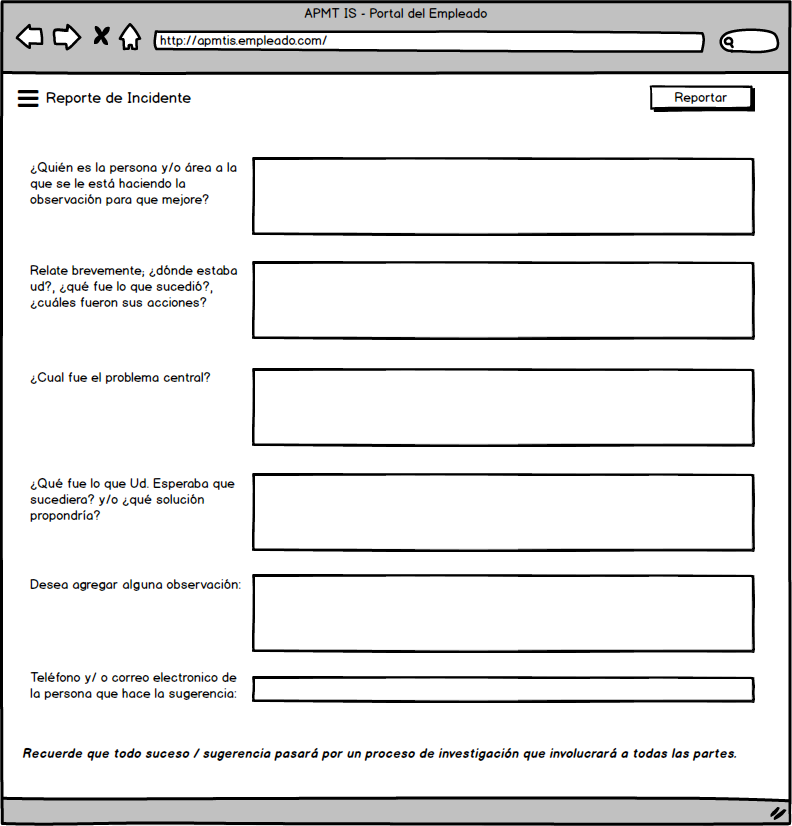 APMT IS - Portal del Empleado
http://apmtis.empleado.com/
Reporte de Incidente
Reportar
¿Quién es la persona y/o área a la
que se le está haciendo la
observación para que mejore?
Relate brevemente; ¿dónde estaba
ud?, ¿qué fue lo que sucedió?,
¿cuáles fueron sus acciones?
¿Cual fue el problema central?
¿Qué fue lo que Ud. Esperaba que
sucediera? y/o ¿qué solución
propondría?
Desea agregar alguna observación:
Teléfono y/ o correo electronico de
la persona que hace la sugerencia:
Recuerde que todo suceso / sugerencia pasará por un proceso de investigación que involucrará a todas las partes.